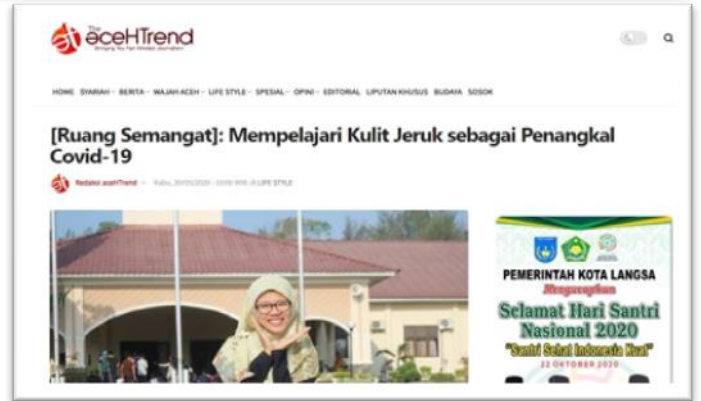 The
aceHTrend
HOME SYARIAH BERITA WAJAH ACEH LIFE STYLE SPESIAL OPINI EDITORIAL LIPUTAN KHUSUS BUDAYA SOSOK
[Ruang Semangat]: Mempelajari Kulit Jeruk sebagai Penangkal
Covid-19
Redaksi aceHTrend — Rabu, LIFE STYLE
PEMERINTAH KOTA LANGSA
Mengucapkan
Selamat Hari Santri
Nasional 2020
"Santri Sehat Indonesia Kuat"
22 OKTOBER 2020